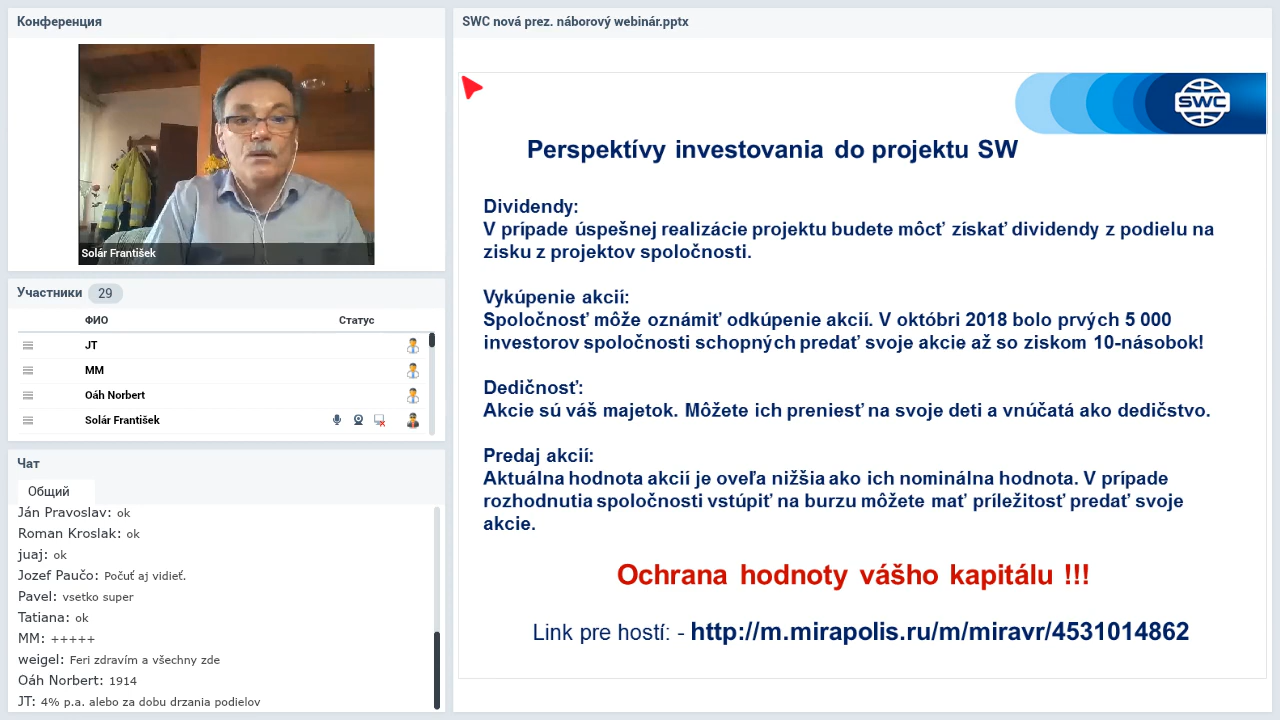 Конференция
Solár František
Участники 29
ФИО Статус
JT
MM
Oáh Norbert
Solár František
Чат
Общий
Ján Pravoslav: ok
Roman Kroslak: ok
juaj: ok
Jozef Paučo: Počuť aj vidieť.
Pavel: vsetko super
Tatiana: ok
MM: +++++
weigel: Feri zdravím a všechny zde
Oáh Norbert: 1914
JT: 4% p.a. alebo za dobu drzania podielov
SWC nová prez. náborový webinár.pptx
SWC
Perspektívy investovania do projektu SW
Dividendy:
V prípade úspešnej realizácie projektu budete môcť získať dividendy z podielu na
zisku z projektov spoločnosti.
Vykúpenie akcií:
Spoločnosť môže oznámiť odkúpenie akcií. V októbri 2018 bolo prvých 5 000
investorov spoločnosti schopných predať svoje akcie až so ziskom 10-násobok!
Dedičnosť:
Akcie sú váš majetok. Môžete ich preniesť na svoje deti a vnúčatá ako dedičstvo.
Predaj akcií:
Aktuálna hodnota akcií je oveľa nižšia ako ich nominálna hodnota. V prípade
rozhodnutia spoločnosti vstúpiť na burzu môžete mať príležitosť predať svoje
akcie.
Ochrana hodnoty vášho kapitálu !!!
Link pre hostí: - http://m.mirapolis.ru/m/miravr/4531014862